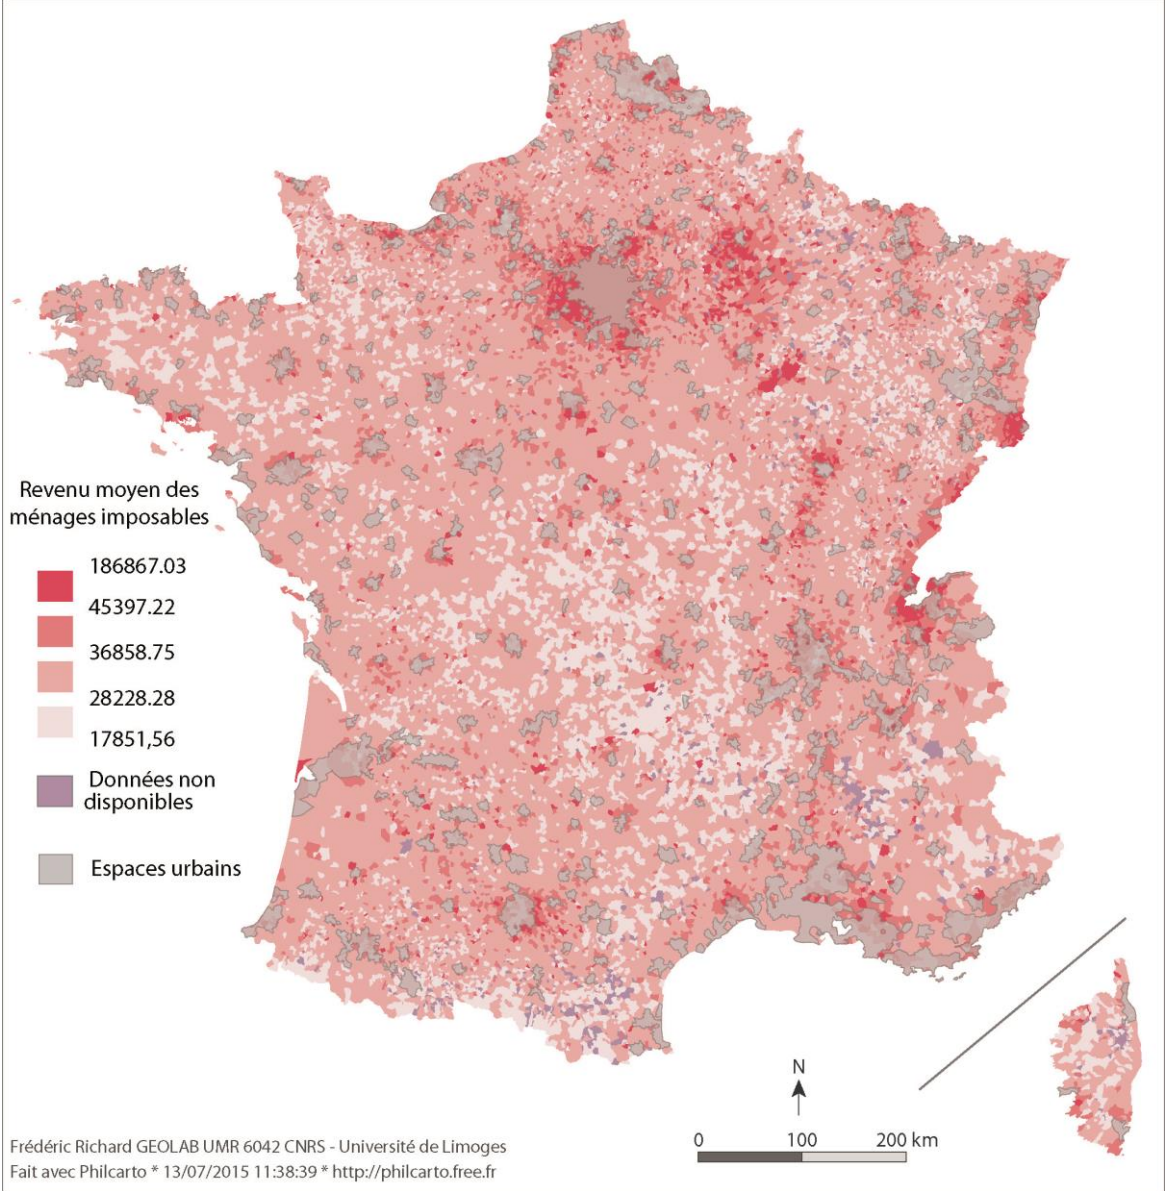 Revenu moyen des
ménages imposables
186867.03
45397.22
36858.75
28228.28
17851,56
Données non
disponibles
Espaces urbains
N
0 100 200 km
Frédéric Richard GEOLAB UMR 6042 CNRS - Université de Limoges
Fait avec Philcarto * 13/07/2015 11:38:39 * http://philcarto.free.fr